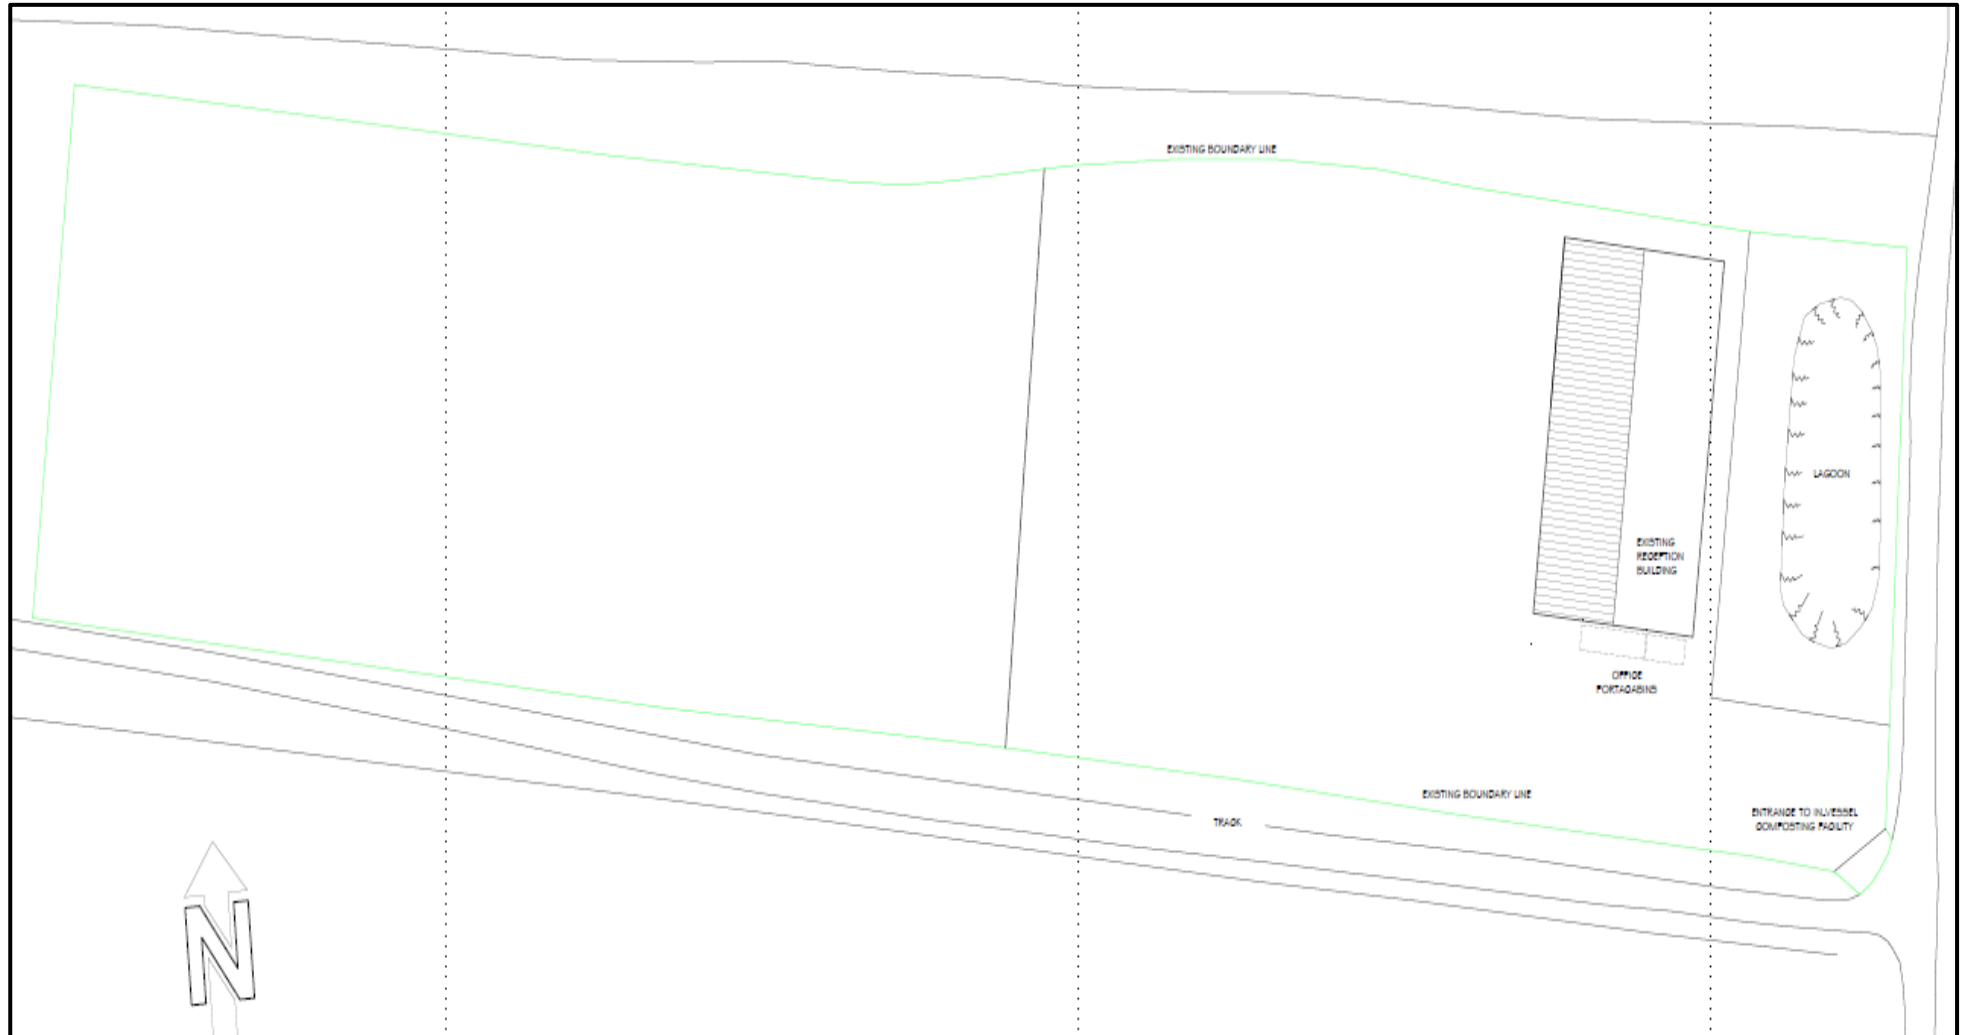 EXISTING BOUNDARY LINE
LAGOON
EXISTING
RECEPTION
BUILDING
OFFICE
PORTACABINS
EXISTING BOUNDARY LINE
ENTRANCE TO IN.VESSEL
COMPOSTING FACILITY
TRACK
N